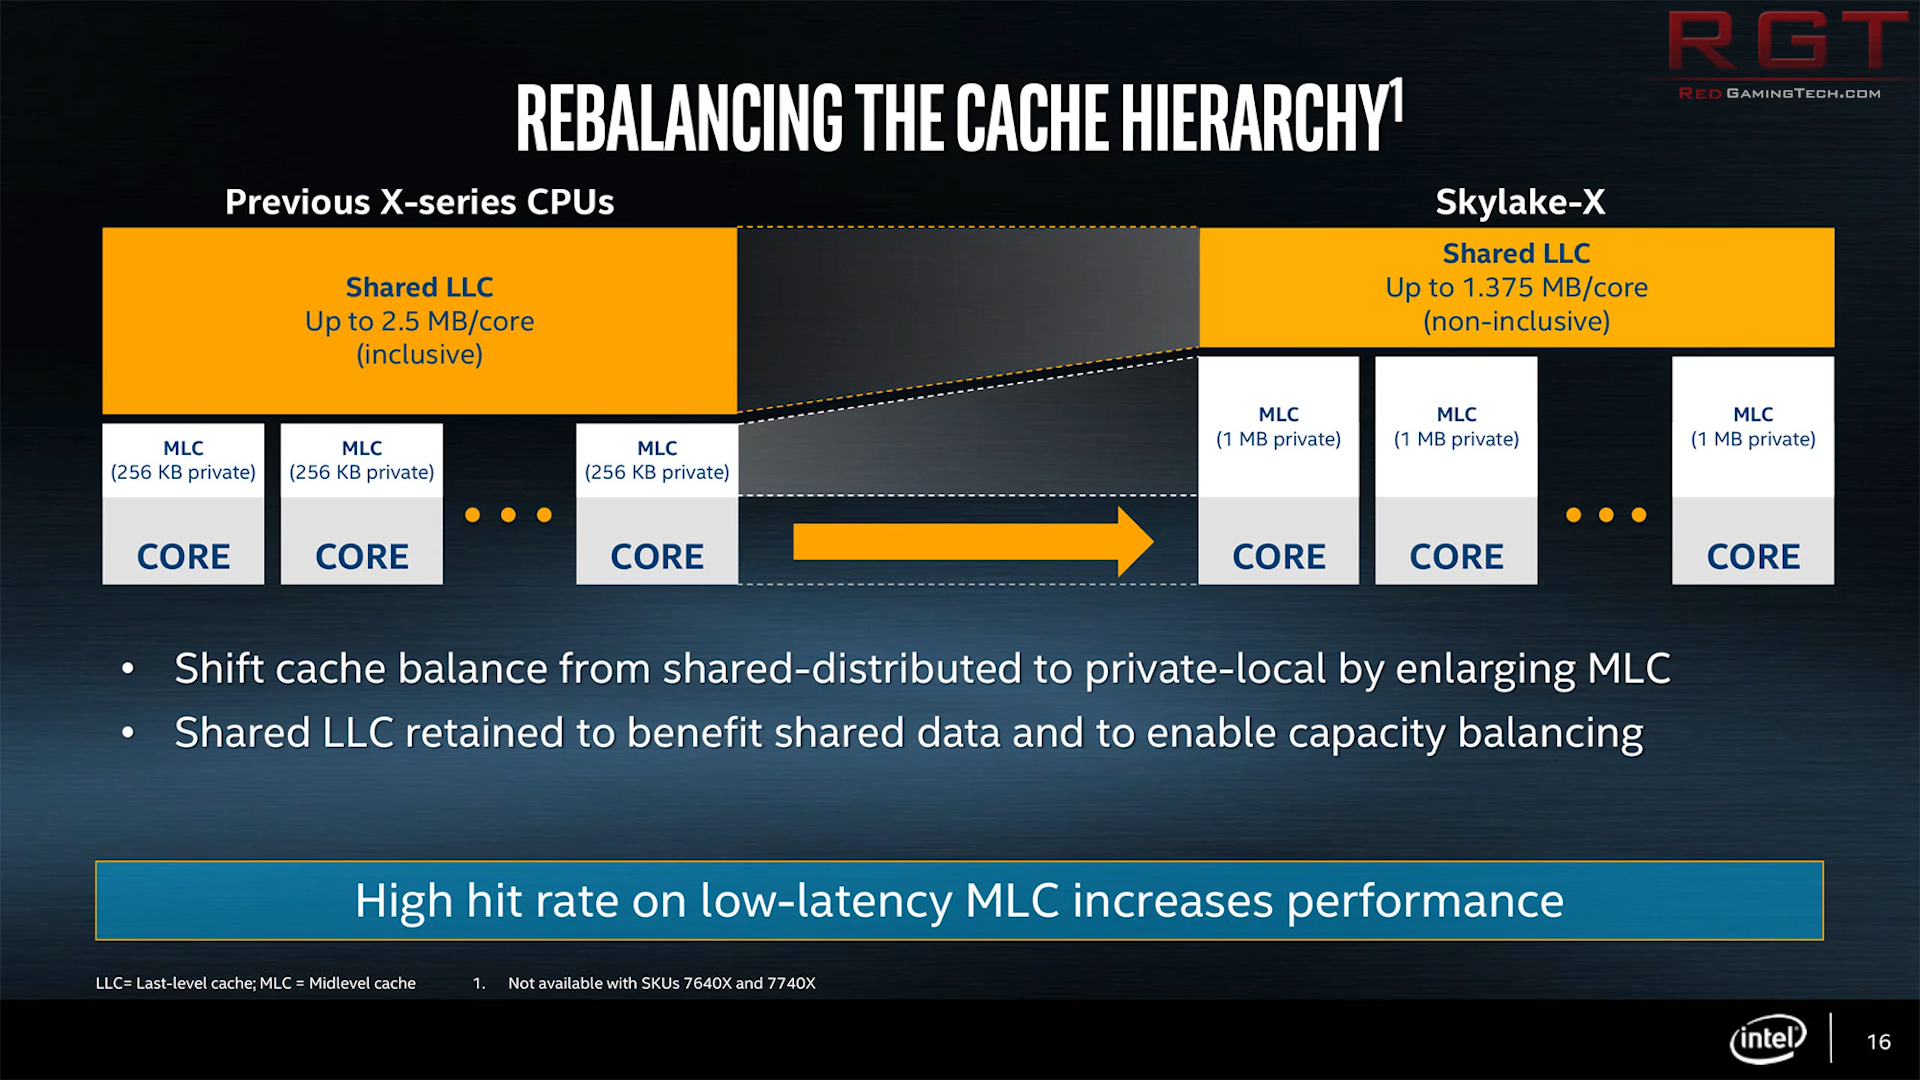 RGT
RED GAMINGTECH.COM
REBALANCING THE CACHE HIERARCHY¹
Previous X-series CPUs
Skylake-X
Shared LLC
Up to 2.5 MB/core
(inclusive)
Shared LLC
Up to 1.375 MB/core
(non-inclusive)
MLC
(256 KB private)
MLC
(256 KB private)
MLC
(256 KB private)
MLC
(1 MB private)
MLC
(1 MB private)
MLC
(1 MB private)
CORE
CORE
CORE
CORE
CORE
CORE
• Shift cache balance from shared-distributed to private-local by enlarging MLC
• Shared LLC retained to benefit shared data and to enable capacity balancing
High hit rate on low-latency MLC increases performance
LLC= Last-level cache; MLC = Midlevel cache
1. Not available with SKUs 7640X and 7740X
intel
16